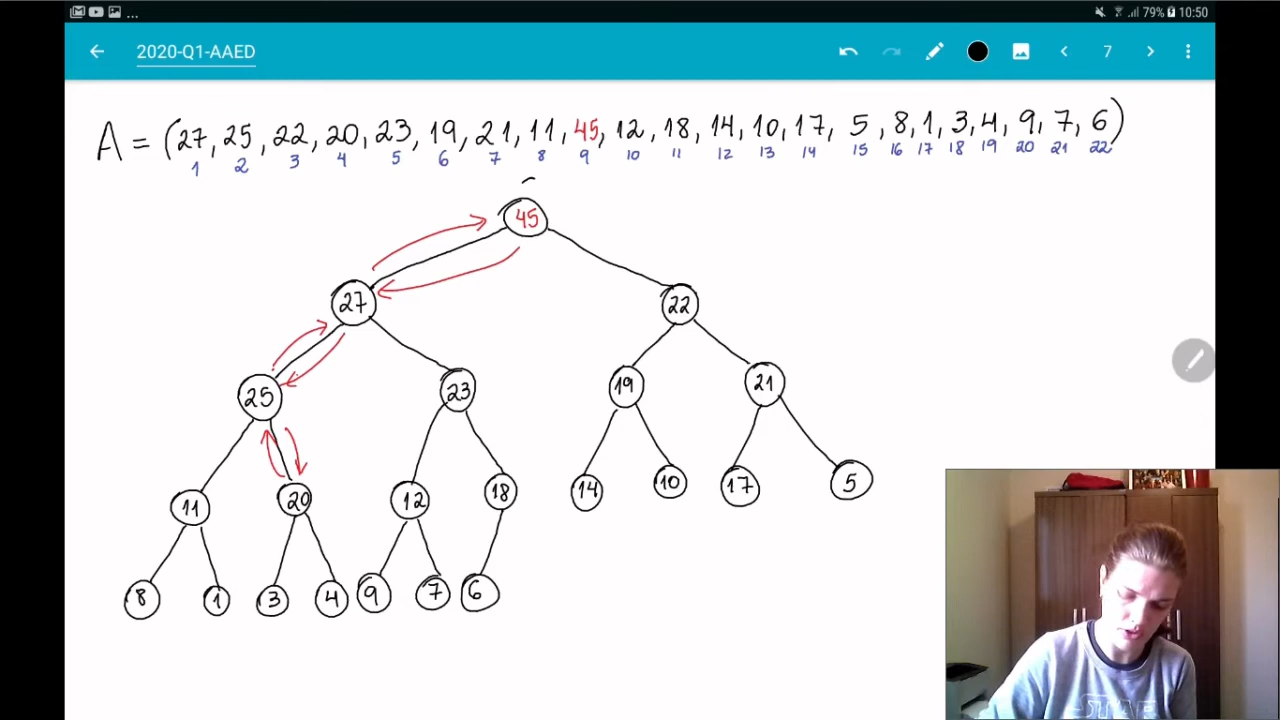 ... 79% 10:50
2020-Q1-AAED 7
A = (27, 25, 22, 20, 23, 19, 21, 11, 45, 12, 18, 14, 10, 17, 5, 8, 1, 3, 4, 9, 7, 6)
1 2 3 4 5 6 7 8 9 10 11 12 13 14 15 16 17 18 19 20 21 22
45
27 22
25 23 19 21
11 20 12 18 14 10 17 5
8 1 3 4 9 7 6